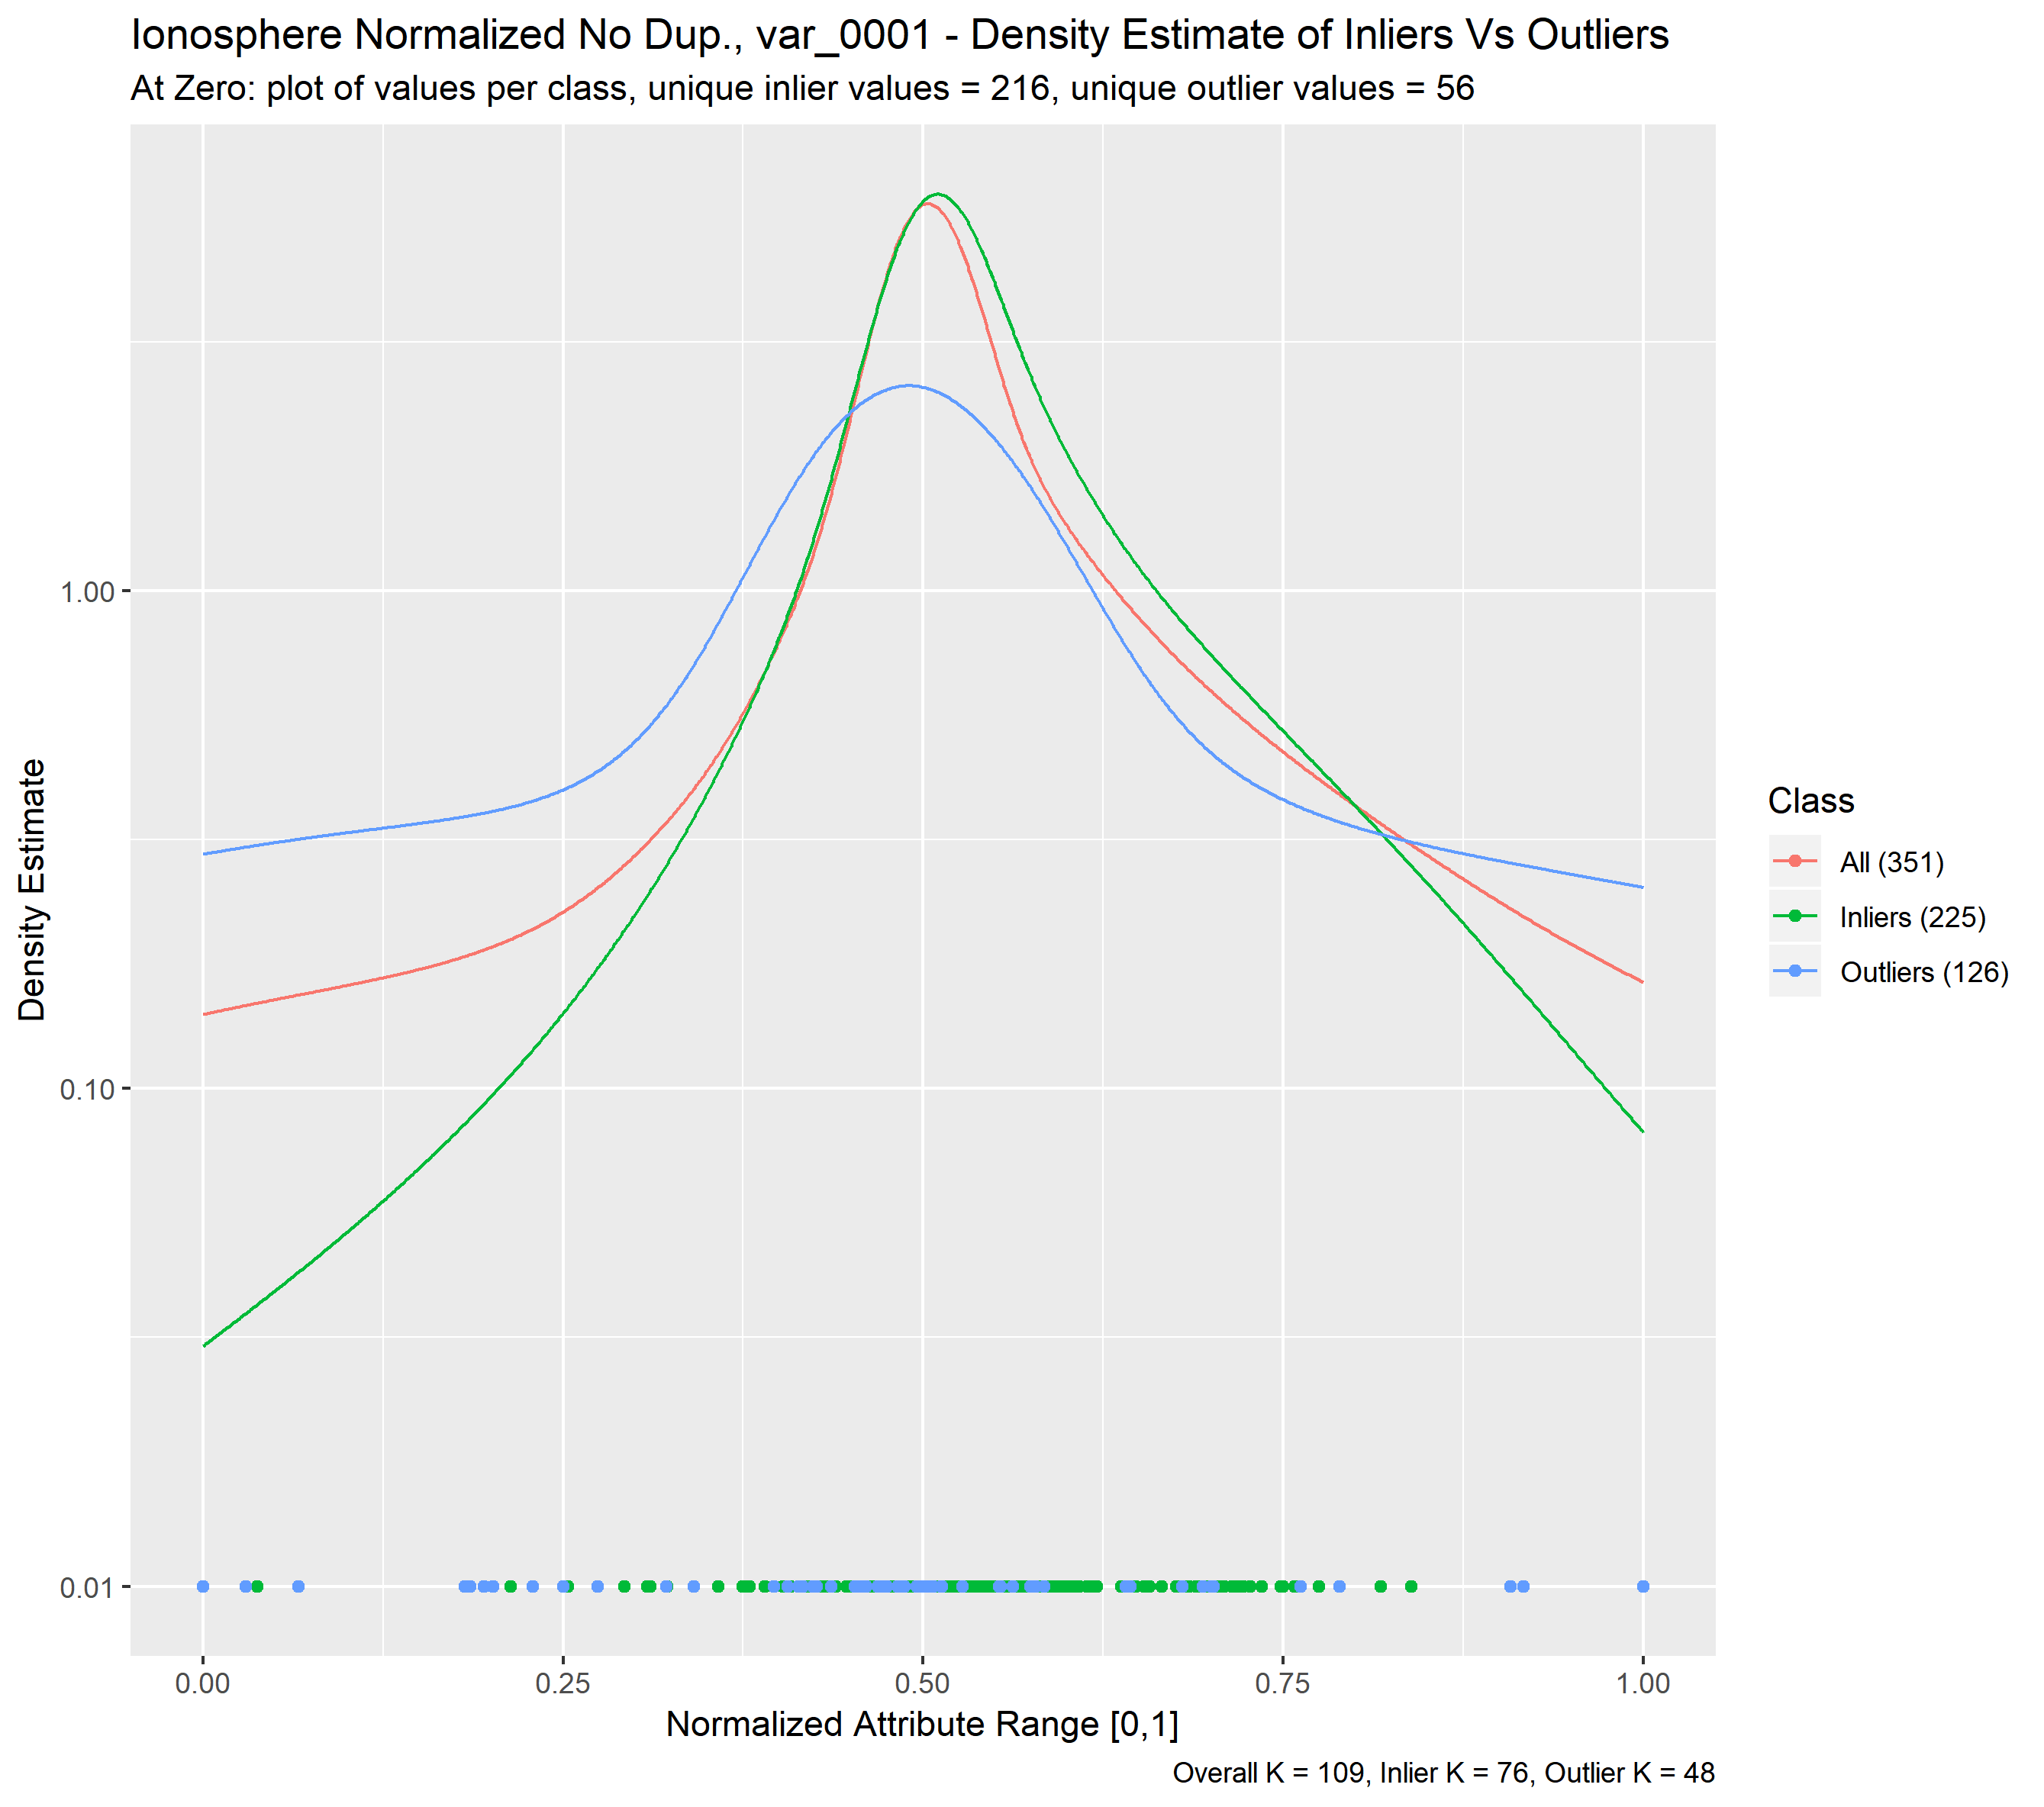 Ionosphere Normalized No Dup., var_0001 - Density Estimate of Inliers Vs Outliers
At Zero: plot of values per class, unique inlier values = 216, unique outlier values = 56
Density Estimate
1.00
0.10
0.01
0.00
0.25
0.50
0.75
1.00
Normalized Attribute Range [0,1]
Class
All (351)
Inliers (225)
Outliers (126)
Overall K = 109, Inlier K = 76, Outlier K = 48